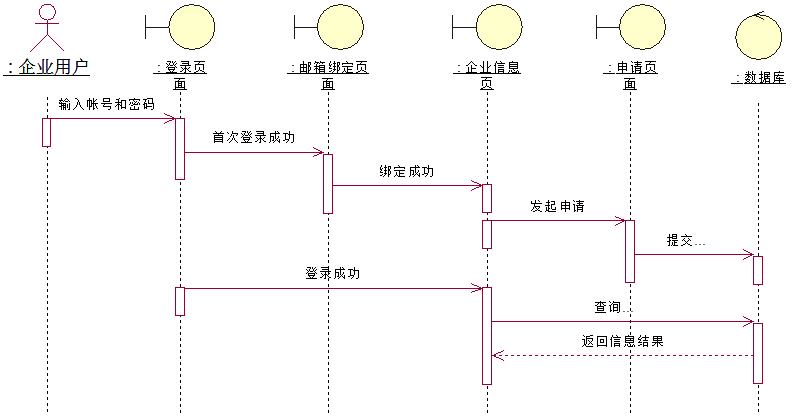 : 企业用户
: 登录页
面
: 邮箱绑定页
面
: 企业信息
页
: 申请页
面
: 数据库
输入帐号和密码
首次登录成功
绑定成功
发起申请
提交...
登录成功
查询...
返回信息结果